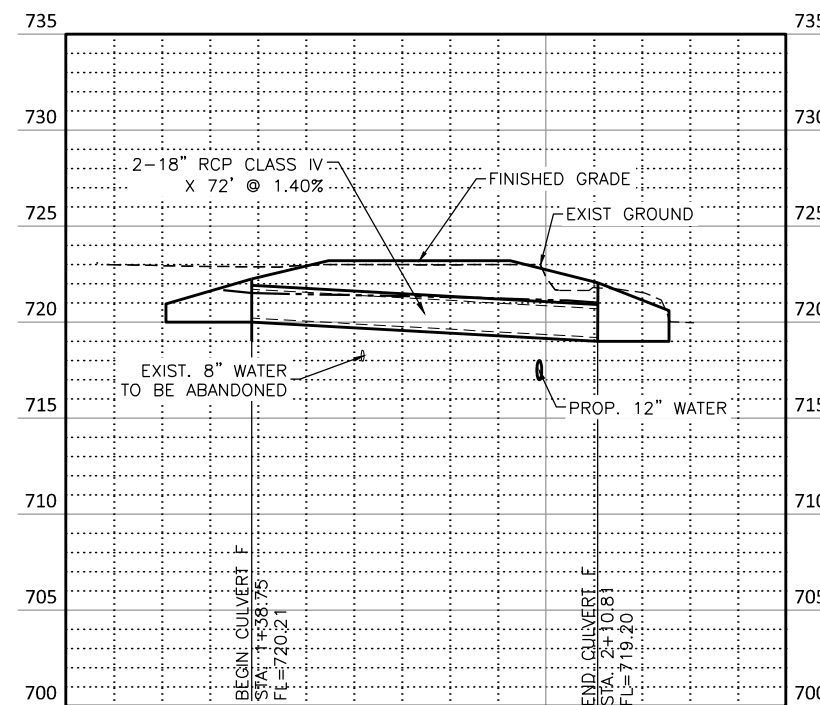 735
735
730
730
2-18" RCP CLASS IV
X 72' @ 1.40%
FINISHED GRADE
725
725
EXIST GROUND
720
720
EXIST. 8" WATER
TO BE ABANDONED
PROP. 12" WATER
715
715
710
710
705
705
BEGIN CULVERT F
STA. 1+38.75
FL=720.21
END CULVERT F
STA. 2+10.81
FL=719.20
700
700